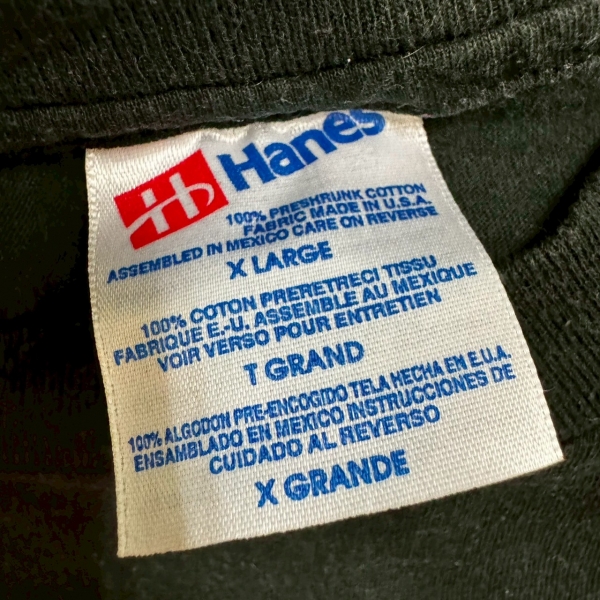 Hanes
100% PRESHRUNK COTTON
FABRIC MADE IN U.S.A.
ASSEMBLED IN MEXICO CARE ON REVERSE
X LARGE
100% COTON PRERETRECI TISSU
FABRIQUE E.-U. ASSEMBLE AU MEXIQUE
VOIR VERSO POUR ENTRETIEN
T GRAND
100% ALGODON PRE-ENCOGIDO TELA HECHA EN E.U.A.
ENSAMBLADO EN MEXICO INSTRUCCIONES DE
CUIDADO AL REVERSO
X GRANDE